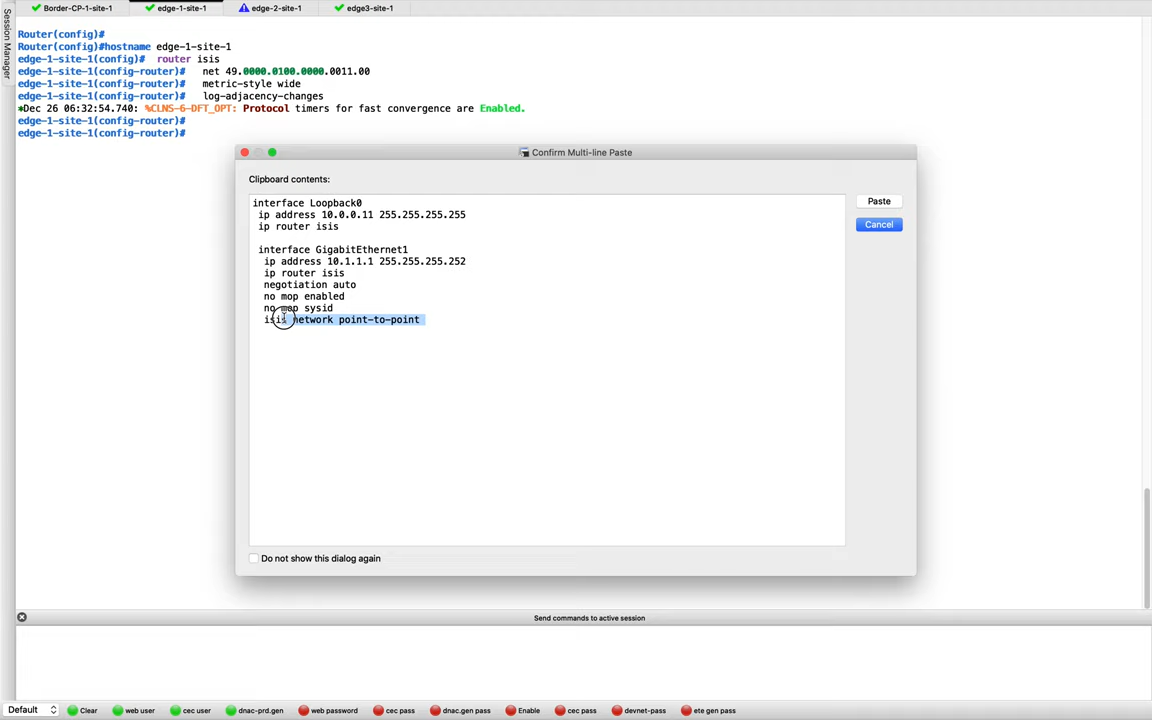 Session Manager
Border-CP-1-site-1 edge-1-site-1 edge-2-site-1 edge3-site-1
Router(config)#
Router(config)#hostname edge-1-site-1
edge-1-site-1(config)# router isis
edge-1-site-1(config-router)# net 49.0000.0100.0000.0011.00
edge-1-site-1(config-router)# metric-style wide
edge-1-site-1(config-router)# log-adjacency-changes
*Dec 26 06:32:54.740: %CLNS-6-DFT_OPT: Protocol timers for fast convergence are Enabled.
edge-1-site-1(config-router)#
edge-1-site-1(config-router)#
Confirm Multi-line Paste
Clipboard contents:
interface Loopback0
ip address 10.0.0.11 255.255.255.255
ip router isis
interface GigabitEthernet1
ip address 10.1.1.1 255.255.255.252
ip router isis
negotiation auto
no mop enabled
no mop sysid
isis network point-to-point
Paste
Cancel
Do not show this dialog again
Send commands to active session
Default Clear web user cec user dnac-prd.gen web password cec pass dnac.gen pass Enable cec pass devnet-pass ete gen pass